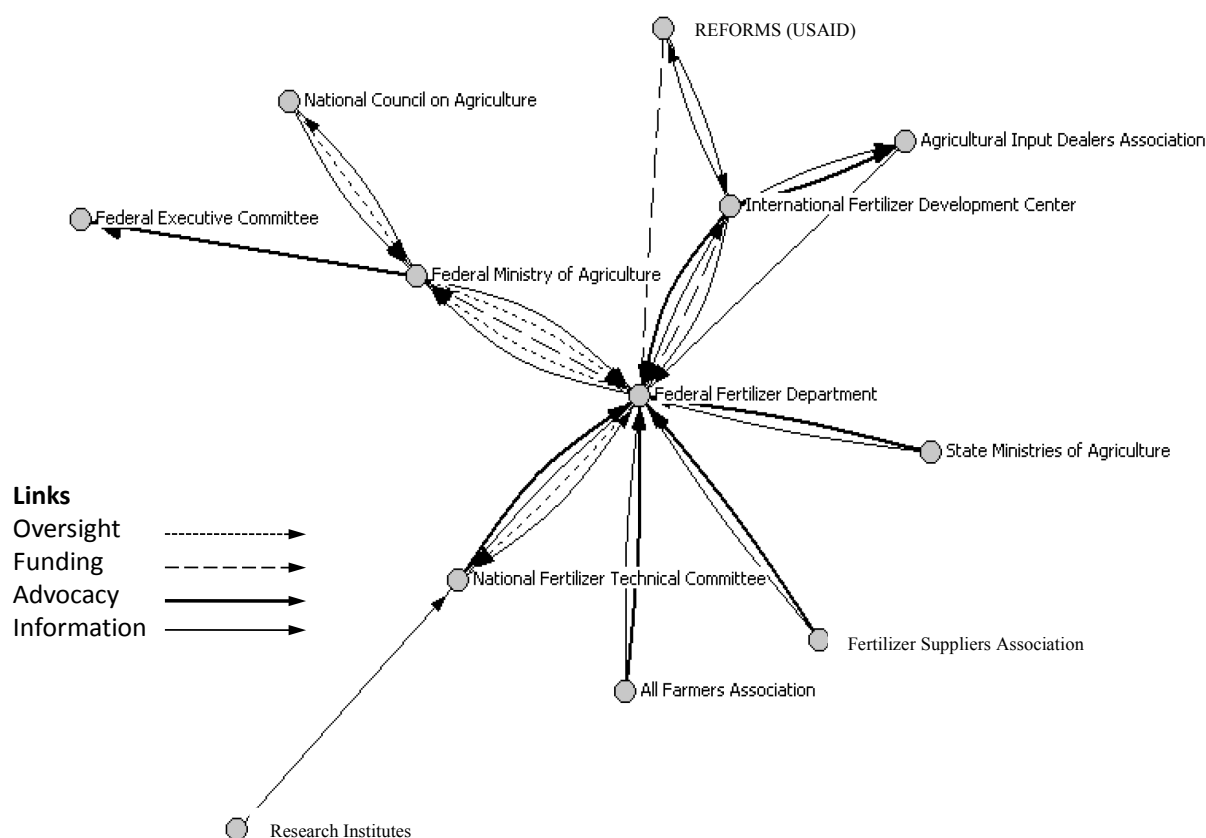 REFORMS (USAID)
National Council on Agriculture
Agricultural Input Dealers Association
Federal Executive Committee
International Fertilizer Development Center
Federal Ministry of Agriculture
Federal Fertilizer Department
State Ministries of Agriculture
Links
Oversight
Funding
Advocacy
Information
National Fertilizer Technical Committee
Fertilizer Suppliers Association
All Farmers Association
Research Institutes